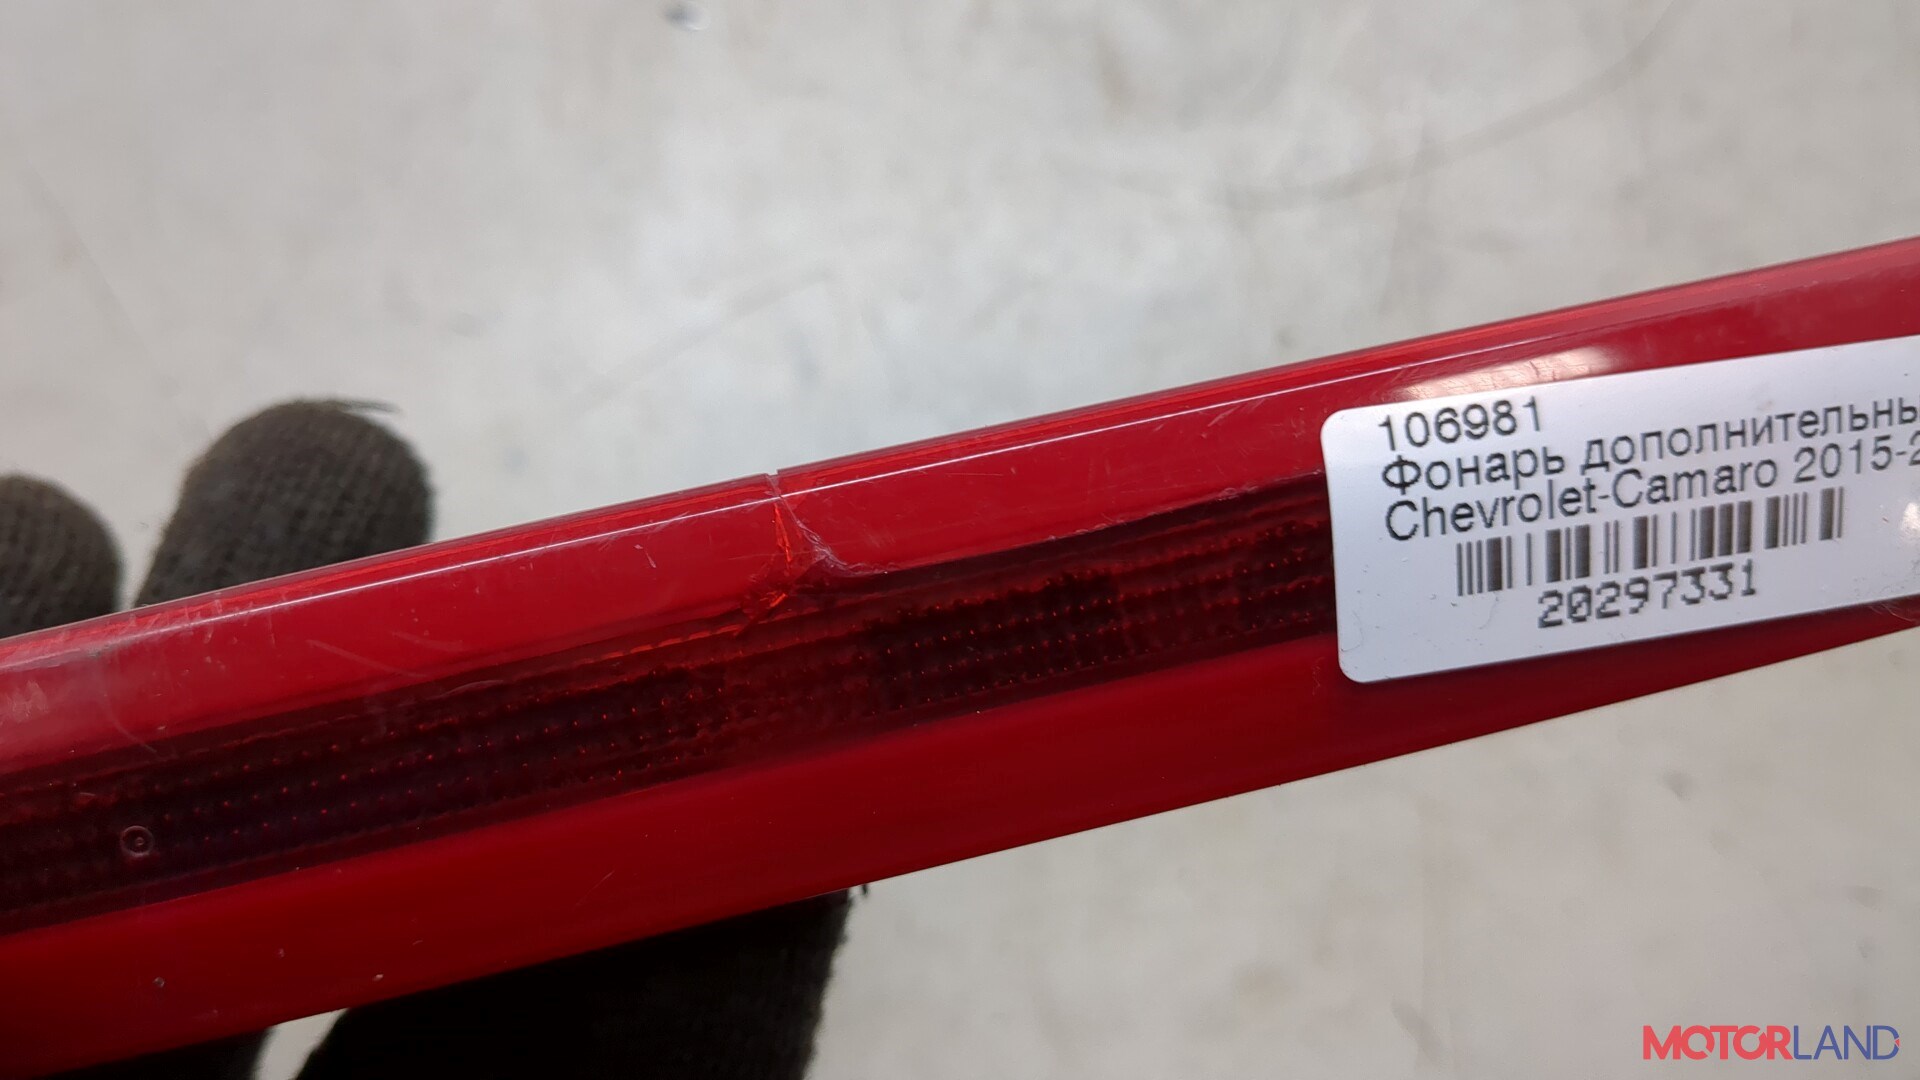 106981
Фонарь дополнительны
Chevrolet-Camaro 2015-2
20297331
MOTORLAND